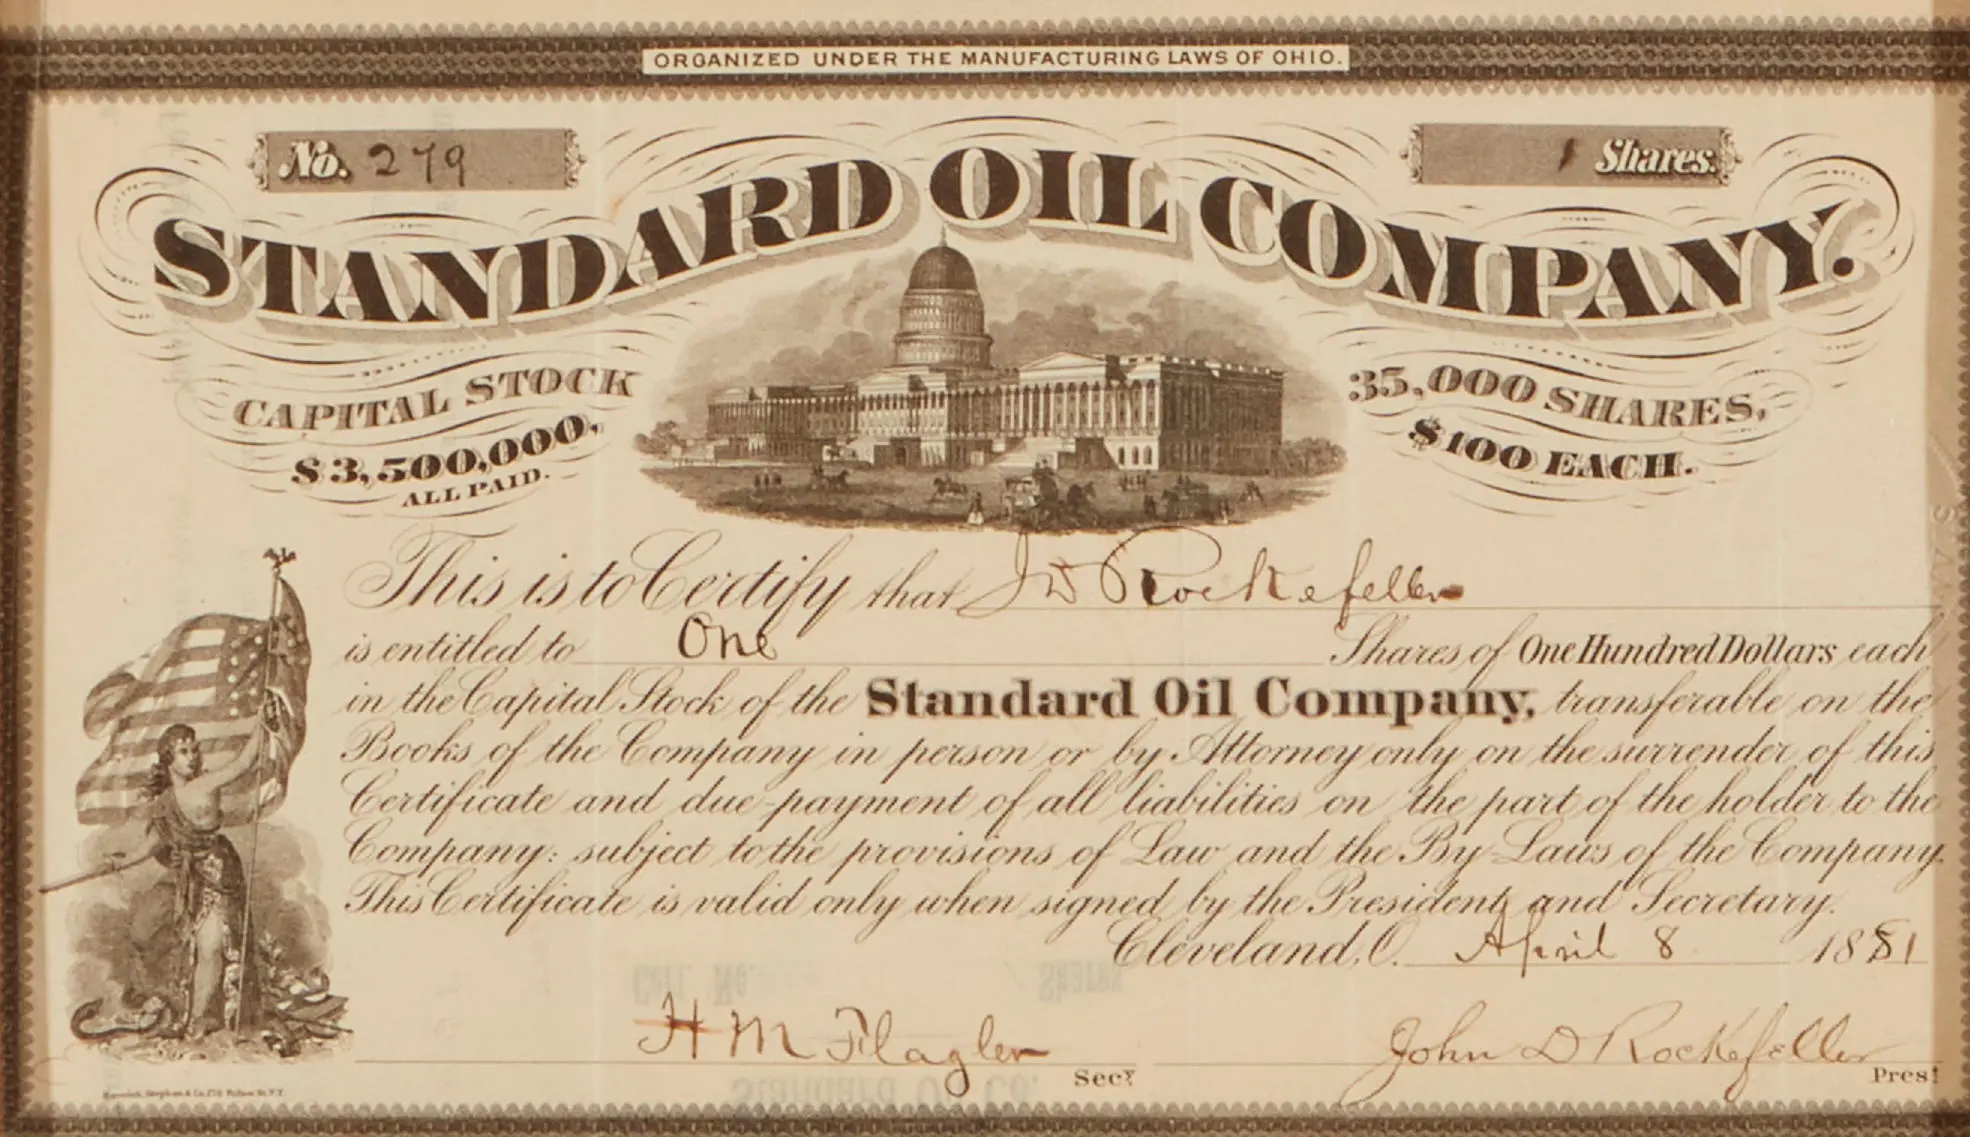 ORGANIZED UNDER THE MANUFACTURING LAWS OF OHIO.
No. 279
1 Shares.
STANDARD OIL COMPANY.
CAPITAL STOCK
$3,500,000,
ALL PAID.
35,000 SHARES,
$100 EACH.
This is to Certify that J D Rockefeller
is entitled to One Shares of One Hundred Dollars each
in the Capital Stock of the Standard Oil Company, transferable on the
Books of the Company in person or by Attorney only on the surrender of this
Certificate and due payment of all liabilities on the part of the holder to the
Company: subject to the provisions of Law and the By-Laws of the Company.
This Certificate is valid only when signed by the President and Secretary.
Cleveland, O. April 8 1881
H M Flagler Secy
John D Rockefeller Prest